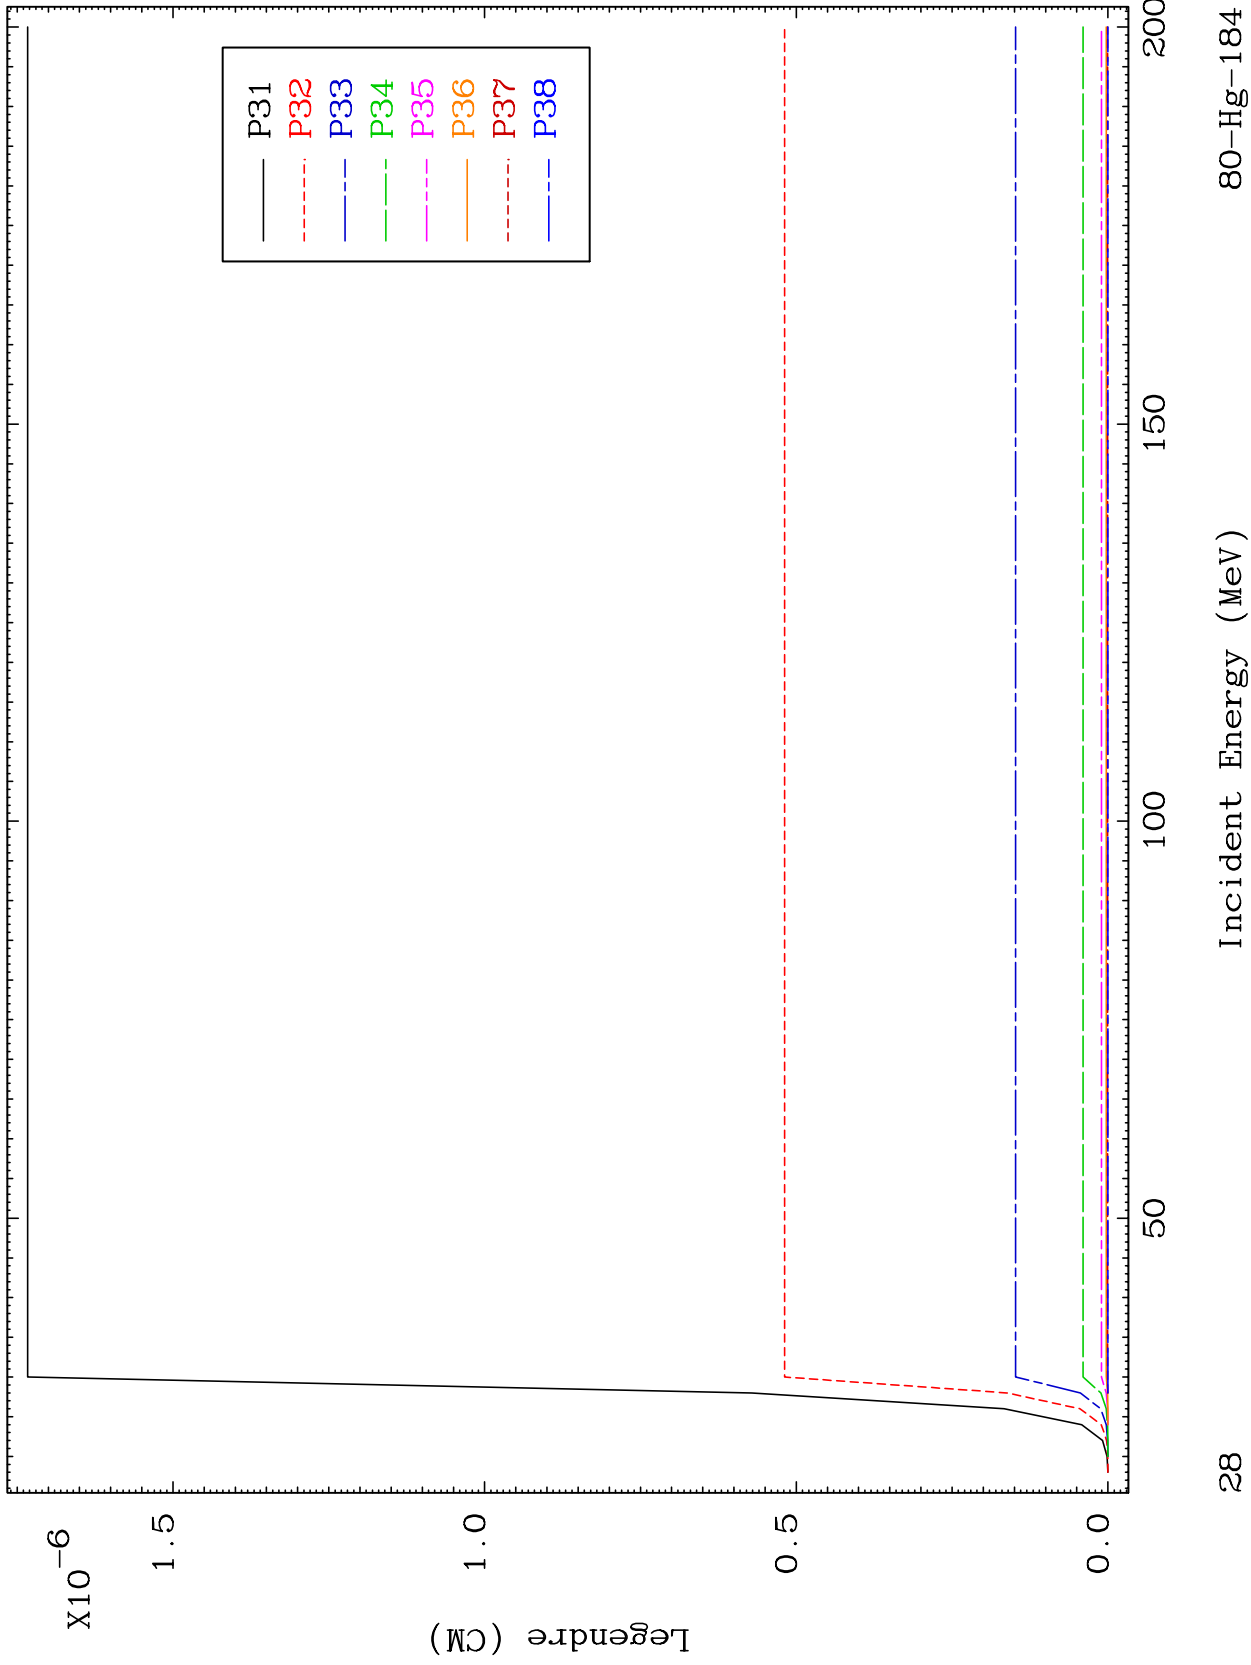 X10-6
1.5
1.0
0.5
0.0
Legendre (CM)
P31
P32
P33
P34
P35
P36
P37
P38
50
100
150
200
28
Incident Energy (MeV)
80-Hg-184